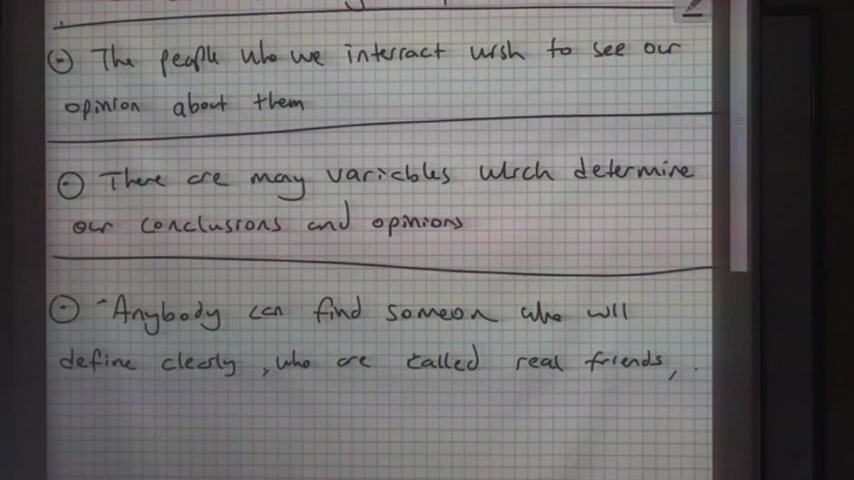 The people who we interract wish to see our
opinion about them
There are may variables which determine
our conclusions and opinions
Anybody can find someon who will
define clearly, who are called real friends,